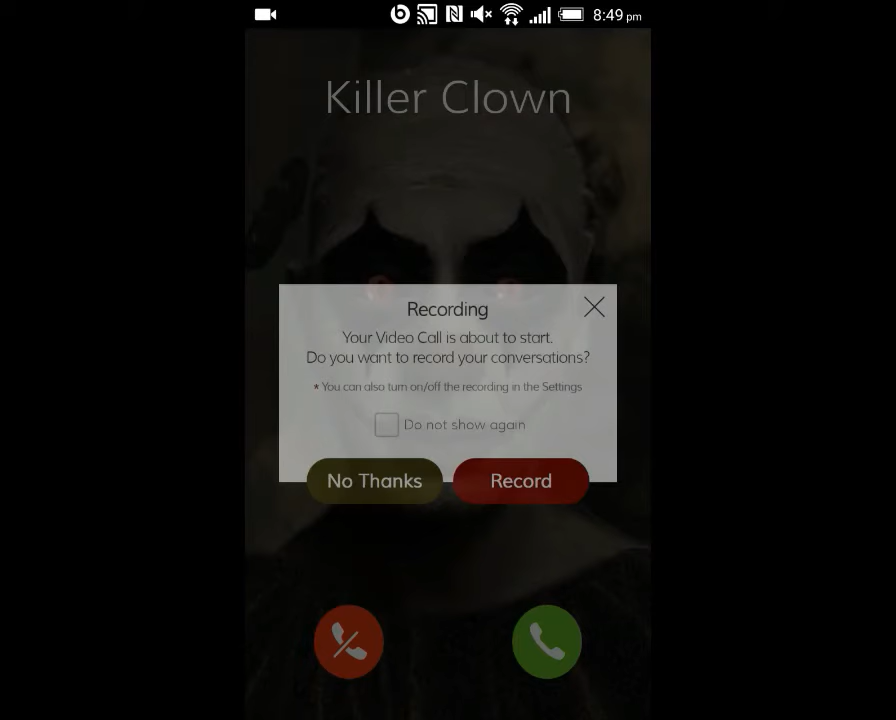 8:49 pm
Killer Clown
Recording
Your Video Call is about to start.
Do you want to record your conversations?
* You can also turn on/off the recording in the Settings
Do not show again
No Thanks
Record